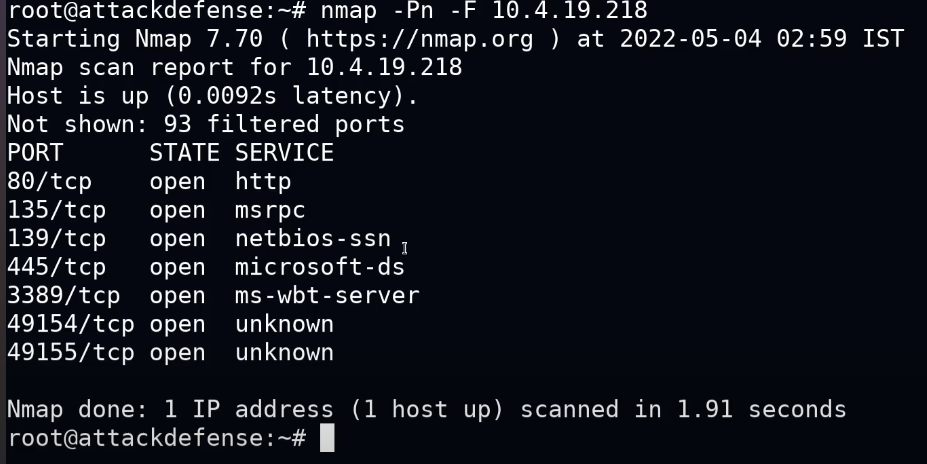 root@attackdefense:~# nmap -Pn -F 10.4.19.218
Starting Nmap 7.70 ( https://nmap.org ) at 2022-05-04 02:59 IST
Nmap scan report for 10.4.19.218
Host is up (0.0092s latency).
Not shown: 93 filtered ports
PORT      STATE SERVICE
80/tcp    open  http
135/tcp   open  msrpc
139/tcp   open  netbios-ssn
445/tcp   open  microsoft-ds
3389/tcp  open  ms-wbt-server
49154/tcp open  unknown
49155/tcp open  unknown

Nmap done: 1 IP address (1 host up) scanned in 1.91 seconds
root@attackdefense:~#